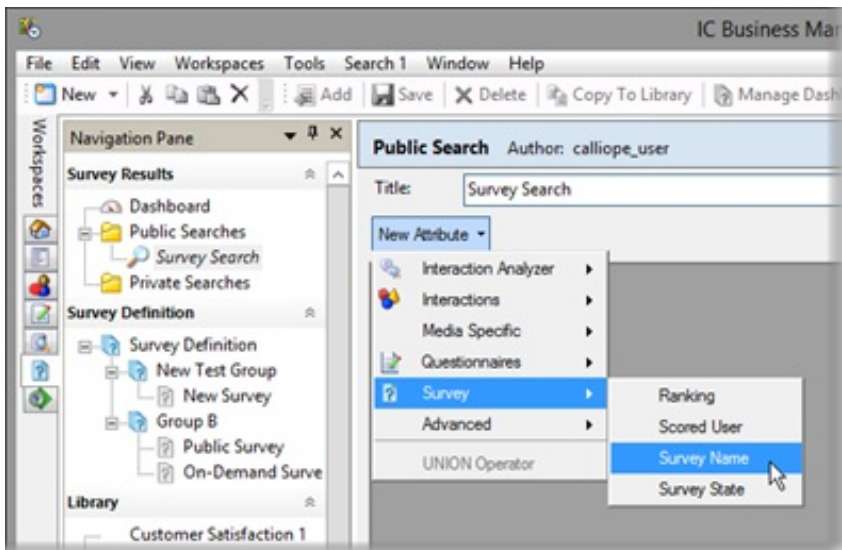 IC Business Mar
File Edit View Workspaces Tools Search 1 Window Help
New Add Save Delete Copy To Library Manage Dash
Workspaces
Navigation Pane
Survey Results
Dashboard
Public Searches
Survey Search
Private Searches
Survey Definition
Survey Definition
New Test Group
New Survey
Group B
Public Survey
On-Demand Surve
Library
Customer Satisfaction 1
Public Search Author: calliope_user
Title: Survey Search
New Attribute
Interaction Analyzer
Interactions
Media Specific
Questionnaires
Survey
Advanced
UNION Operator
Ranking
Scored User
Survey Name
Survey State